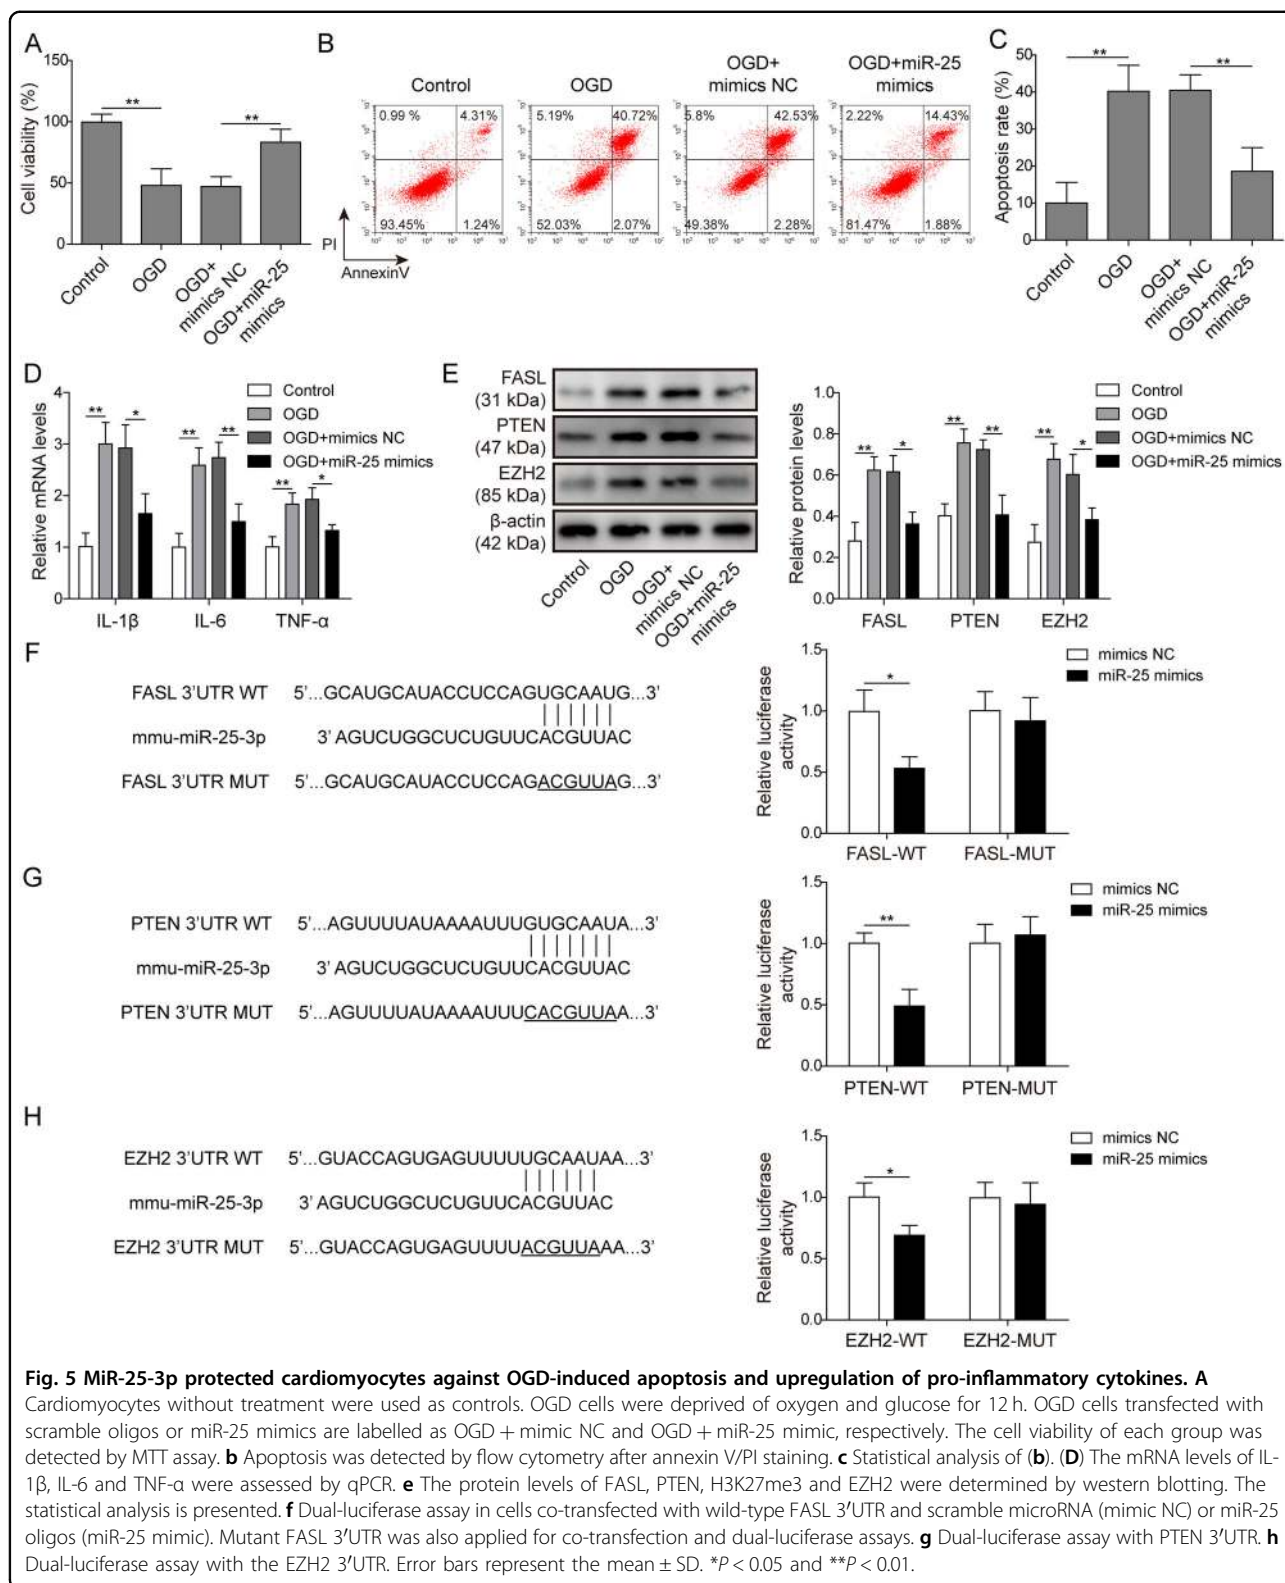 A
Cell viability (%)
150
100
50
0
**
**
Control
OGD
OGD+
mimics NC
OGD+miR-25
mimics
B
Control
OGD
OGD+
mimics NC
OGD+miR-25
mimics
0.99 %
4.31%
93.45%
1.24%
5.19%
40.72%
52.03%
2.07%
5.8%
42.53%
49.38%
2.28%
2.22%
14.43%
81.47%
1.88%
PI
AnnexinV
C
Apoptosis rate (%)
50
40
30
20
10
0
**
**
Control
OGD
OGD+
mimics NC
OGD+miR-25
mimics
D
Relative mRNA levels
4
3
2
1
0
Control
OGD
OGD+mimics NC
OGD+miR-25 mimics
**
*
**
**
**
*
IL-1β
IL-6
TNF-α
E
FASL
(31 kDa)
PTEN
(47 kDa)
EZH2
(85 kDa)
β-actin
(42 kDa)
Control
OGD
OGD+
mimics NC
OGD+miR-25
mimics
Relative protein levels
1.0
0.8
0.6
0.4
0.2
0.0
Control
OGD
OGD+mimics NC
OGD+miR-25 mimics
**
*
**
**
**
*
FASL
PTEN
EZH2
F
FASL 3'UTR WT 5'...GCAUGCAUACCUCCAGUGCAAUG...3'
mmu-miR-25-3p 3' AGUCUGGCUCUGUUCACGUUAC
FASL 3'UTR MUT 5'...GCAUGCAUACCUCCAGACGUUAG...3'
Relative luciferase
activity
1.5
1.0
0.5
0.0
mimics NC
miR-25 mimics
*
FASL-WT
FASL-MUT
G
PTEN 3'UTR WT 5'...AGUUUUAUAAAAUUUGUGCAAUA...3'
mmu-miR-25-3p 3' AGUCUGGCUCUGUUCACGUUAC
PTEN 3'UTR MUT 5'...AGUUUUAUAAAAUUUCACGUUAA...3'
Relative luciferase
activity
1.5
1.0
0.5
0.0
mimics NC
miR-25 mimics
**
PTEN-WT
PTEN-MUT
H
EZH2 3'UTR WT 5'...GUACCAGUGAGUUUUUGCAAUAA...3'
mmu-miR-25-3p 3' AGUCUGGCUCUGUUCACGUUAC
EZH2 3'UTR MUT 5'...GUACCAGUGAGUUUUACGUUAAA...3'
Relative luciferase
activity
1.5
1.0
0.5
0.0
mimics NC
miR-25 mimics
*
EZH2-WT
EZH2-MUT
Fig. 5 MiR-25-3p protected cardiomyocytes against OGD-induced apoptosis and upregulation of pro-inflammatory cytokines. A
Cardiomyocytes without treatment were used as controls. OGD cells were deprived of oxygen and glucose for 12 h. OGD cells transfected with
scramble oligos or miR-25 mimics are labelled as OGD + mimic NC and OGD + miR-25 mimic, respectively. The cell viability of each group was
detected by MTT assay. b Apoptosis was detected by flow cytometry after annexin V/PI staining. c Statistical analysis of (b). (D) The mRNA levels of IL-
1β, IL-6 and TNF-α were assessed by qPCR. e The protein levels of FASL, PTEN, H3K27me3 and EZH2 were determined by western blotting. The
statistical analysis is presented. f Dual-luciferase assay in cells co-transfected with wild-type FASL 3′UTR and scramble microRNA (mimic NC) or miR-25
oligos (miR-25 mimic). Mutant FASL 3′UTR was also applied for co-transfection and dual-luciferase assays. g Dual-luciferase assay with PTEN 3′UTR. h
Dual-luciferase assay with the EZH2 3′UTR. Error bars represent the mean ± SD. *P < 0.05 and **P < 0.01.